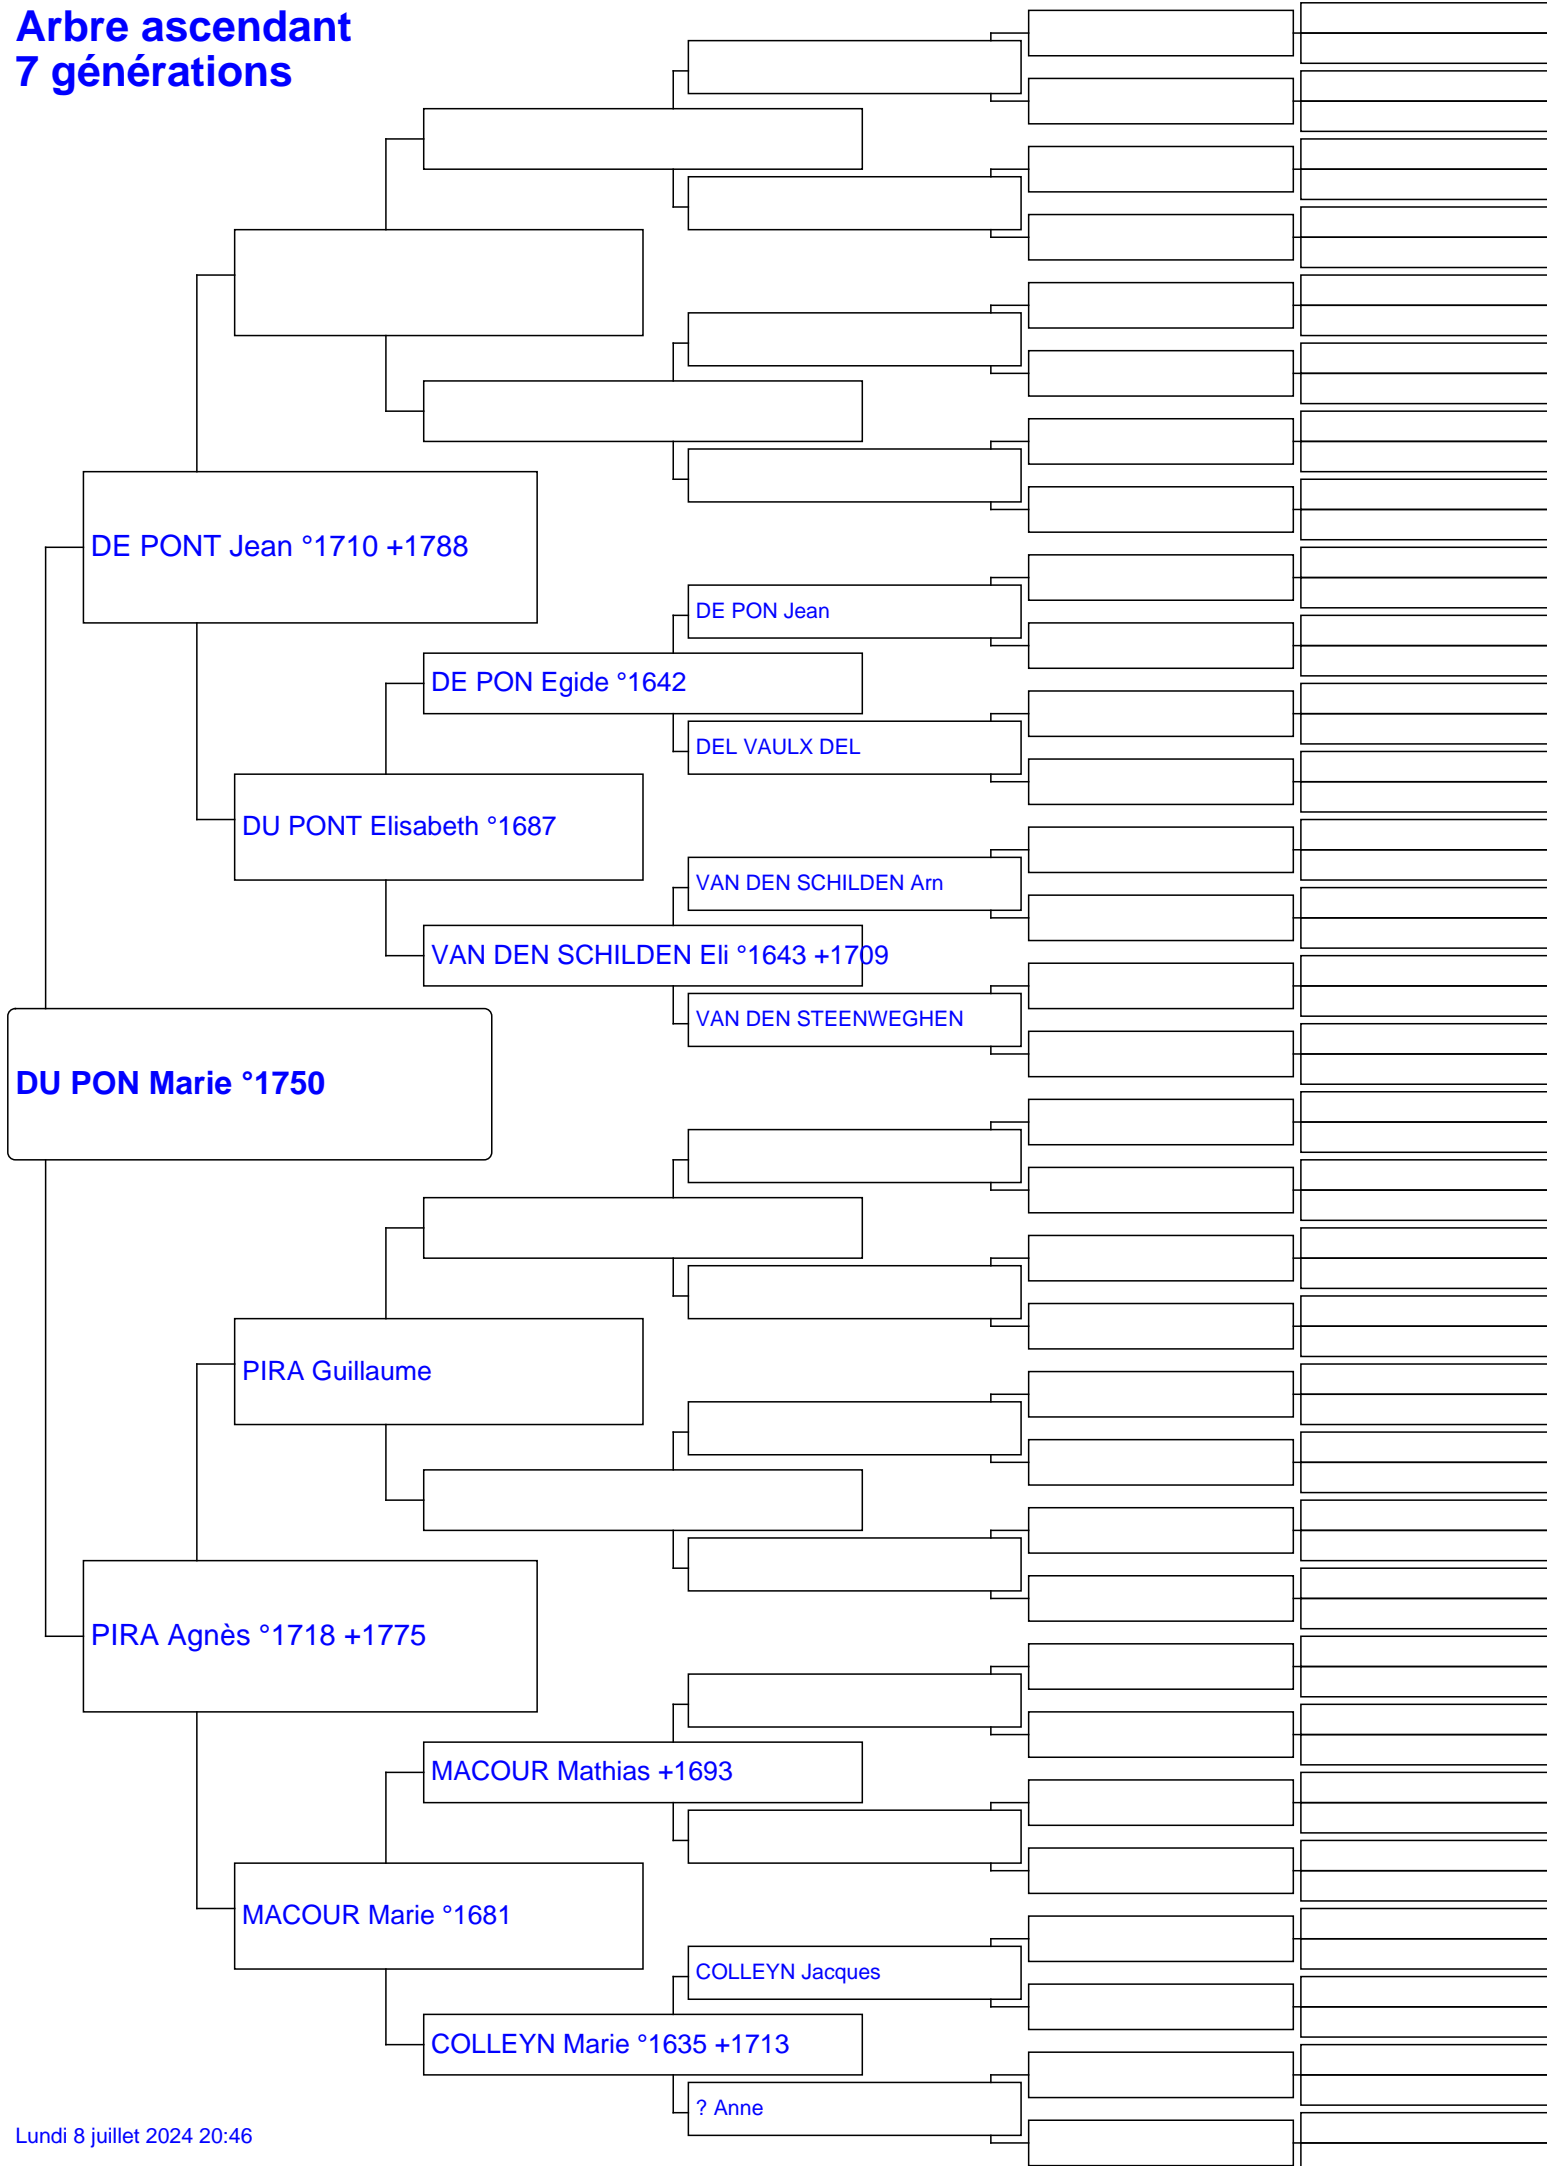 Arbre ascendant
7 générations
DE PONT Jean °1710 +1788
DE PON Jean
DE PON Egide °1642
DEL VAULX DEL
DU PONT Elisabeth °1687
VAN DEN SCHILDEN Arn
VAN DEN SCHILDEN Eli °1643 +1709
VAN DEN STEENWEGHEN
DU PON Marie °1750
PIRA Guillaume
PIRA Agnès °1718 +1775
MACOUR Mathias +1693
MACOUR Marie °1681
COLLEYN Jacques
COLLEYN Marie °1635 +1713
? Anne
Lundi 8 juillet 2024 20:46